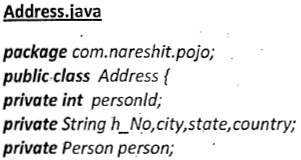 Address.java
package com.nareshit.pojo;
public class Address {
private int personId;
private String h_No,city,state,country;
private Person person;